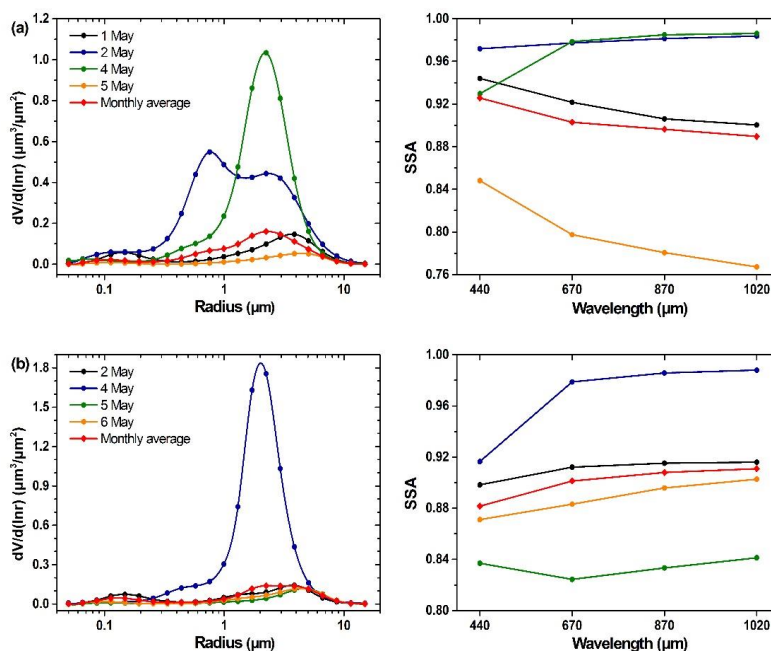 (a)
1 May
2 May
4 May
5 May
Monthly average
dV/d(lnr) (μm³/μm²)
1.2
1.0
0.8
0.6
0.4
0.2
0.0
0.1
1
10
Radius (μm)
SSA
1.00
0.96
0.92
0.88
0.84
0.80
0.76
440
670
870
1020
Wavelength (μm)
(b)
2 May
4 May
5 May
6 May
Monthly average
dV/d(lnr) (μm³/μm²)
1.8
1.5
1.2
0.9
0.6
0.3
0.0
0.1
1
10
Radius (μm)
SSA
1.00
0.96
0.92
0.88
0.84
0.80
440
670
870
1020
Wavelength (μm)